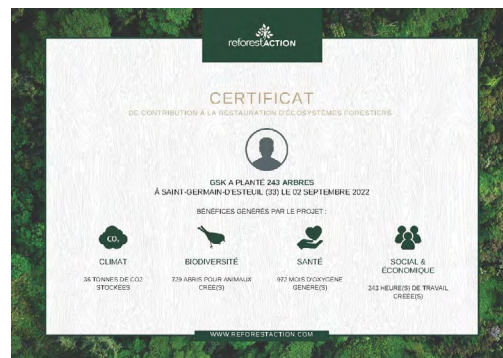 reforestACTION
CERTIFICAT
DE CONTRIBUTION À LA RESTAURATION D'ÉCOSYSTÈMES FORESTIERS
GSK A PLANTÉ 243 ARBRES
À SAINT-GERMAIN-D'ESTEUIL (33) LE 02 SEPTEMBRE 2022
BÉNÉFICES GÉNÉRÉS PAR LE PROJET :
CO₂
CLIMAT
36 TONNES DE CO2
STOCKÉES
BIODIVERSITÉ
729 ABRIS POUR ANIMAUX
CRÉÉ(S)
SANTÉ
972 MOIS D'OXYGÈNE
GÉNÉRÉ(S)
SOCIAL &
ÉCONOMIQUE
243 HEURE(S) DE TRAVAIL
CRÉÉE(S)
WWW.REFORESTACTION.COM